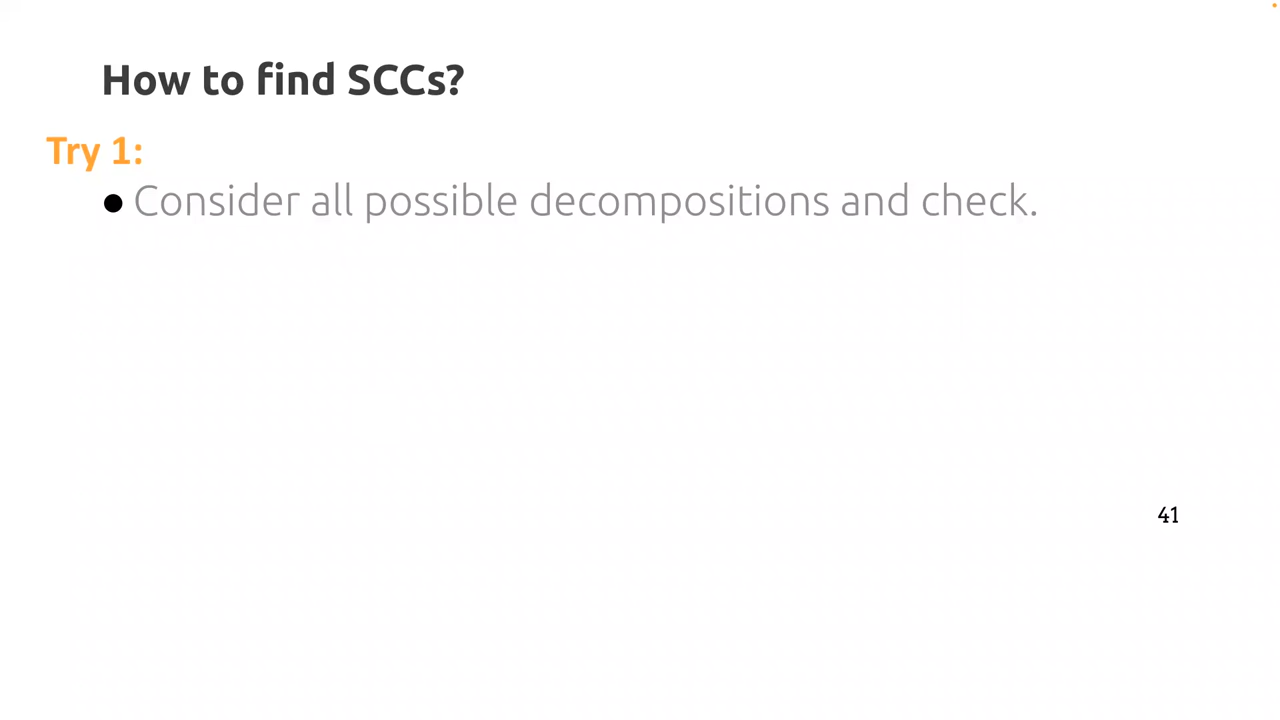 How to find SCCs?
Try 1:
● Consider all possible decompositions and check.
41